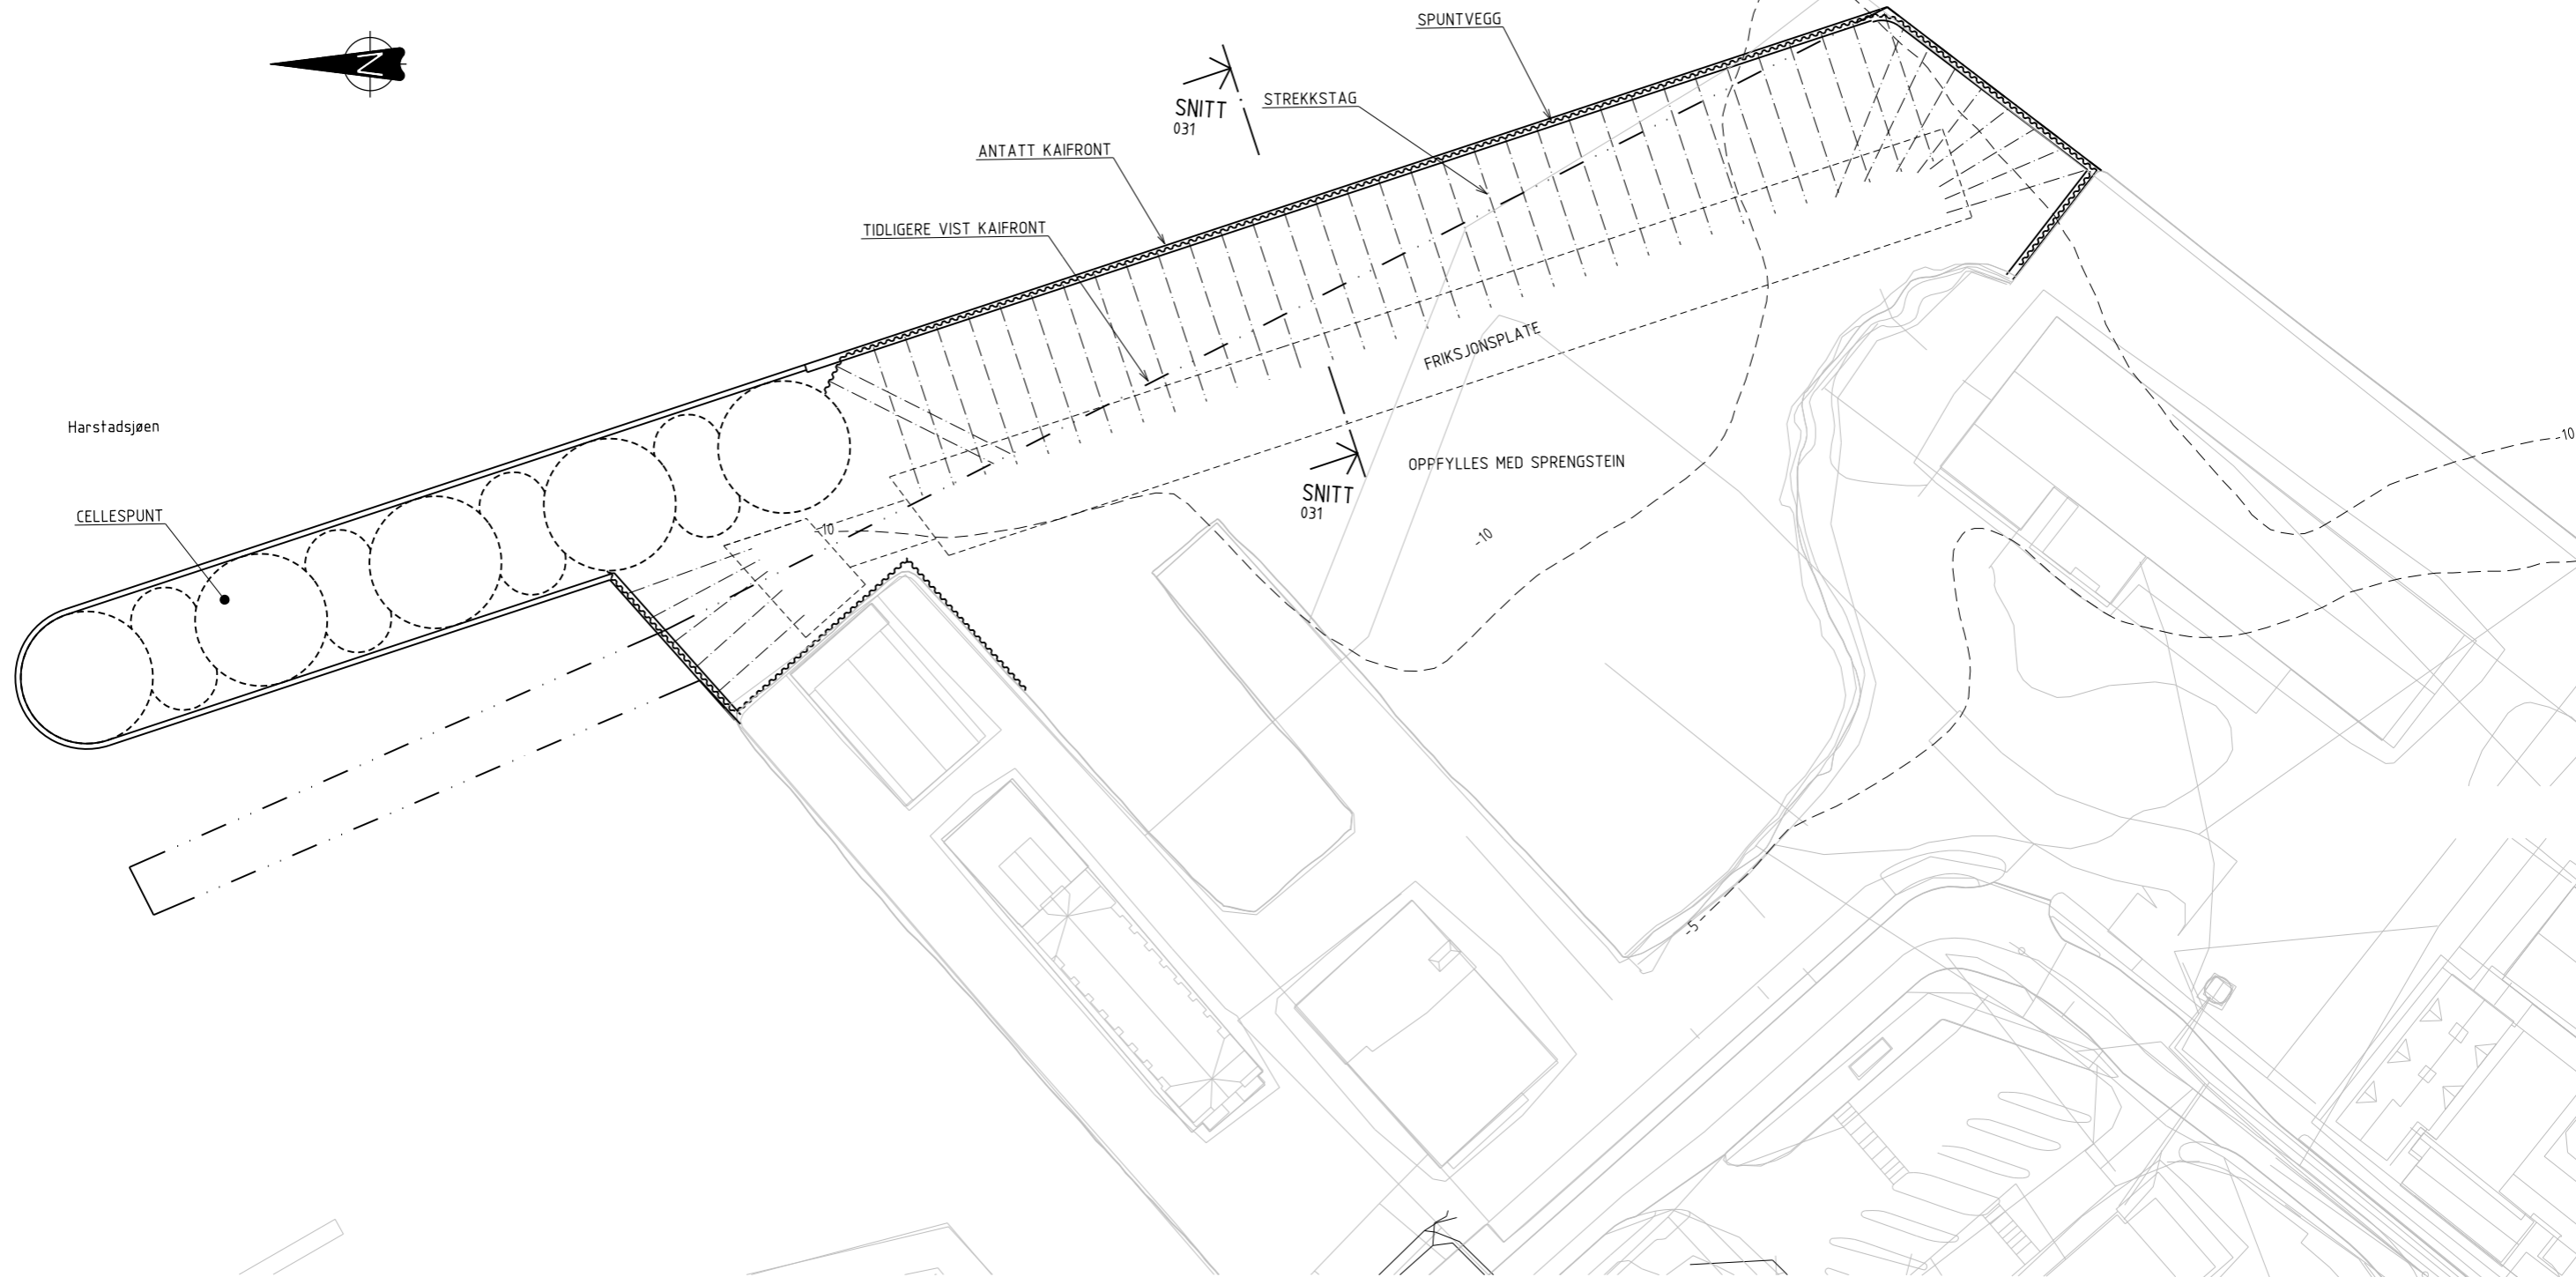 SPUNTVEGG
N
SNITT
031
STREKKSTAG
ANTATT KAIFRONT
TIDLIGERE VIST KAIFRONT
FRIKSJONSPLATE
Harstadsjøen
-10
OPPFYLLES MED SPRENGSTEIN
SNITT
031
CELLESPUNT
-10
-10
-5